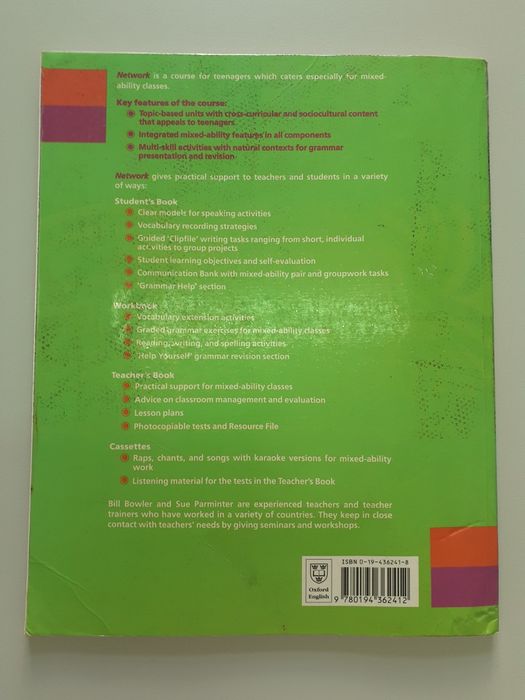 Network is a course for teenagers which caters especially for mixed-
ability classes.
Key features of the course:
Topic-based units with cross-curricular and sociocultural content
that appeals to teenagers
Integrated mixed-ability features in all components
Multi-skill activities with natural contexts for grammar
presentation and revision
Network gives practical support to teachers and students in a variety
of ways:
Student's Book
Clear models for speaking activities
Vocabulary recording strategies
Guided 'Clipfile' writing tasks ranging from short, individual
activities to group projects
Student learning objectives and self-evaluation
Communication Bank with mixed-ability pair and groupwork tasks
'Grammar Help' section
Workbook
Vocabulary extension activities
Graded grammar exercises for mixed-ability classes
Reading, writing, and spelling activities
'Help Yourself' grammar revision section
Teacher's Book
Practical support for mixed-ability classes
Advice on classroom management and evaluation
Lesson plans
Photocopiable tests and Resource File
Cassettes
Raps, chants, and songs with karaoke versions for mixed-ability
work
Listening material for the tests in the Teacher's Book
Bill Bowler and Sue Parminter are experienced teachers and teacher
trainers who have worked in a variety of countries. They keep in close
contact with teachers' needs by giving seminars and workshops.
Oxford
English
ISBN 0-19-436241-8
9 780194 362412